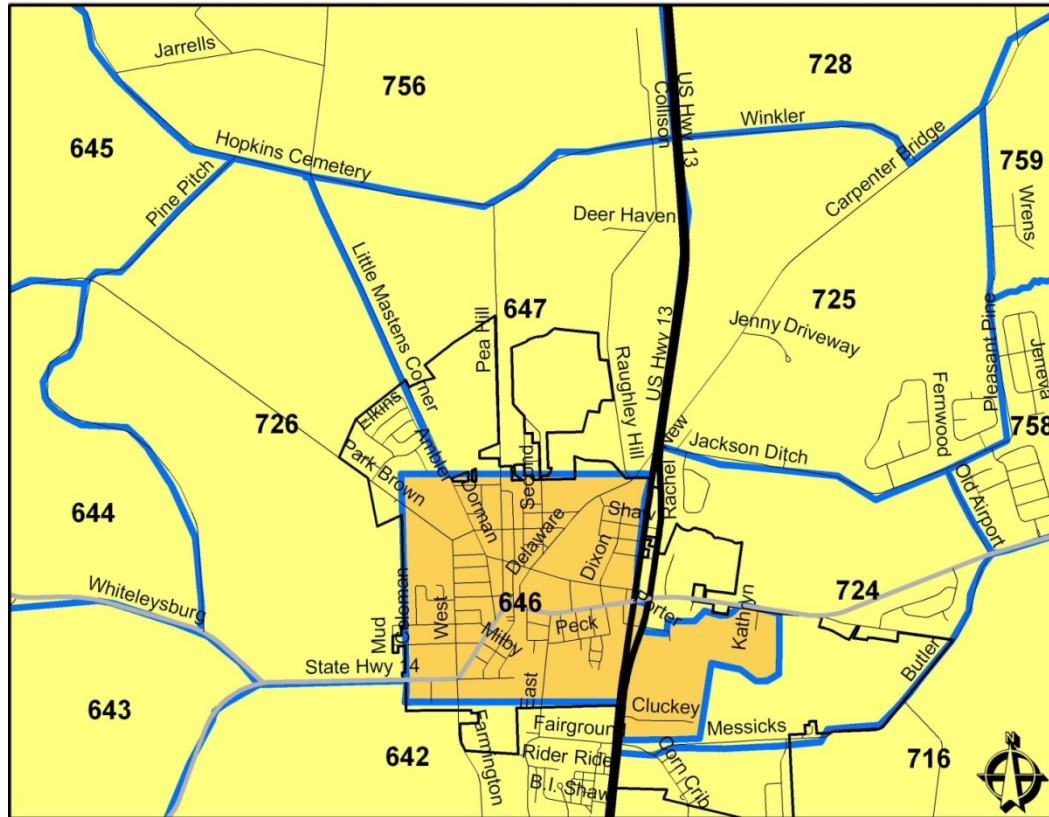 Jarrells
756
728
US Hwy 13
Collison
Winkler
645
Hopkins Cemetery
Carpenter Bridge
759
Pine Pitch
Wrens
Deer Haven
Little Mastens Corner
647
725
Pea Hill
US Hwy 13
Jenny Driveway
Pleasant Pine
Jeneva
Raughley Hill
Fernwood
Elkins
726
Ambler
New
Jackson Ditch
758
Park Brown
Second
Rachel
Old Airport
Dorman
Shaw
644
Delaware
Dixon
Whiteleysburg
646
Porter
724
Coleman
West
Peck
Kathryn
Mud
Milby
State Hwy 14
Butler
East
643
Cluckey
Farmington
Fairground
Messicks
642
Rider Ride
Corn Crib
716
B.I. Shaw
N